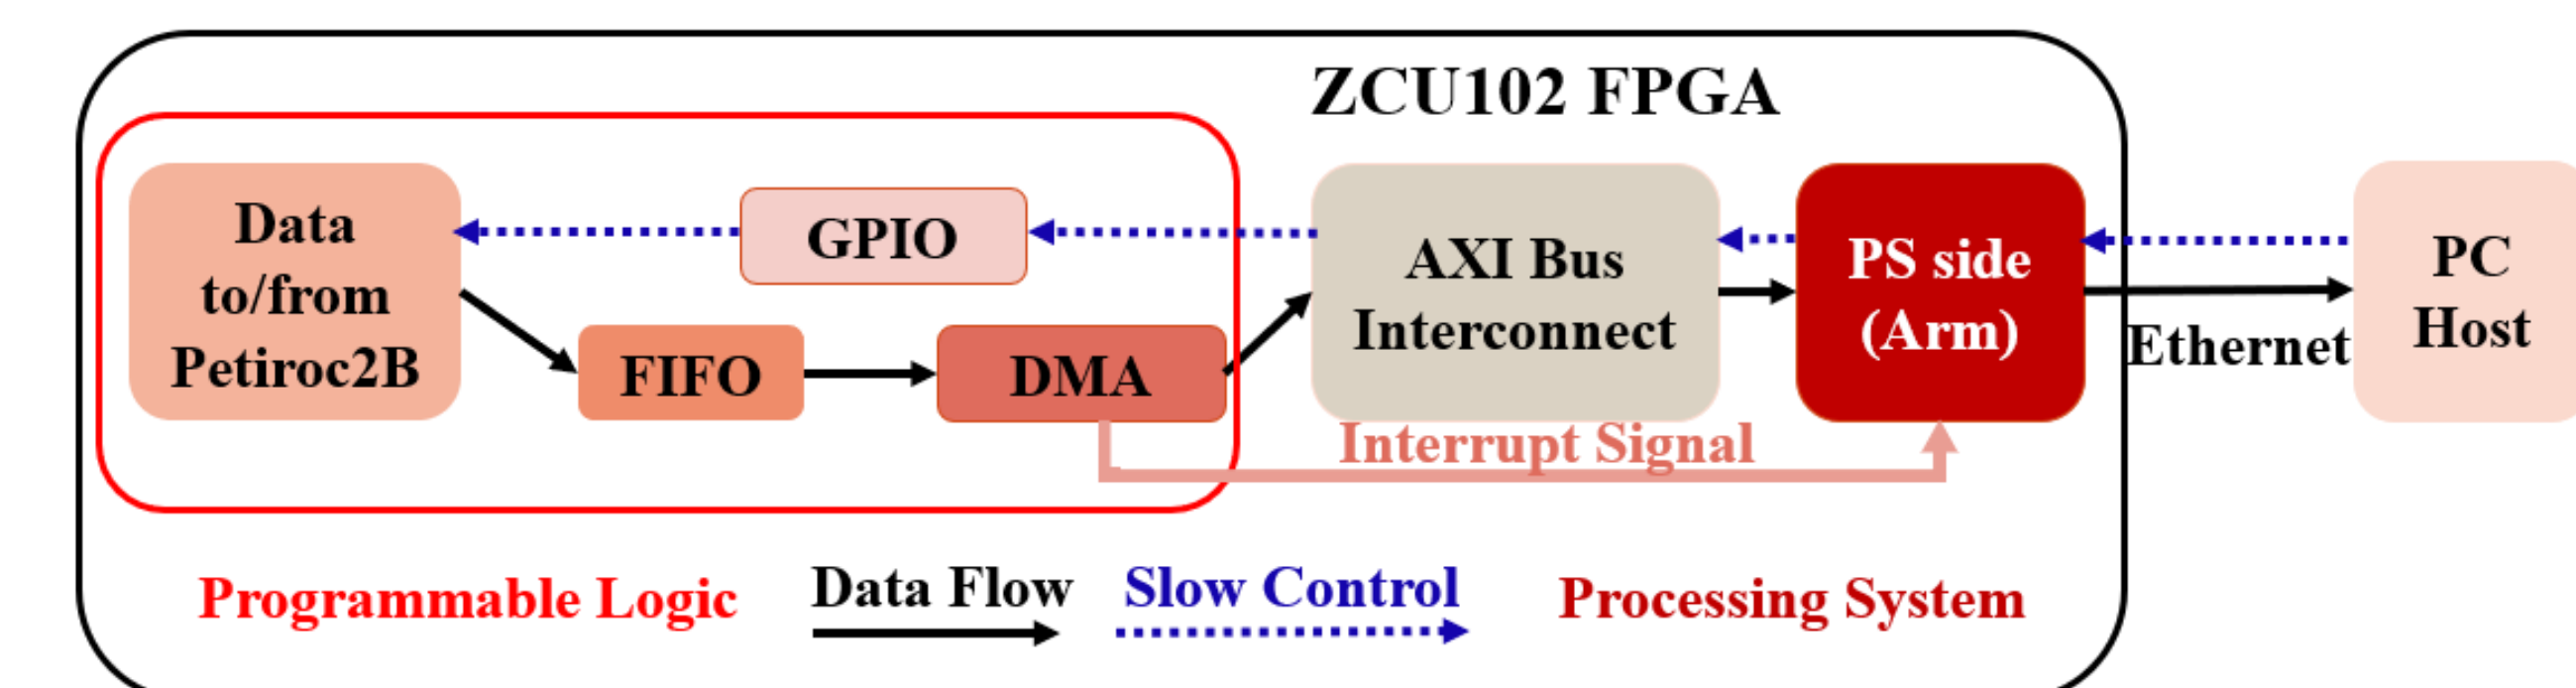 ZCU102 FPGA
Data
to/from
Petiroc2B
GPIO
FIFO
DMA
AXI Bus
Interconnect
PS side
(Arm)
Ethernet
PC
Host
Interrupt Signal
Programmable Logic
Data Flow
Slow Control
Processing System